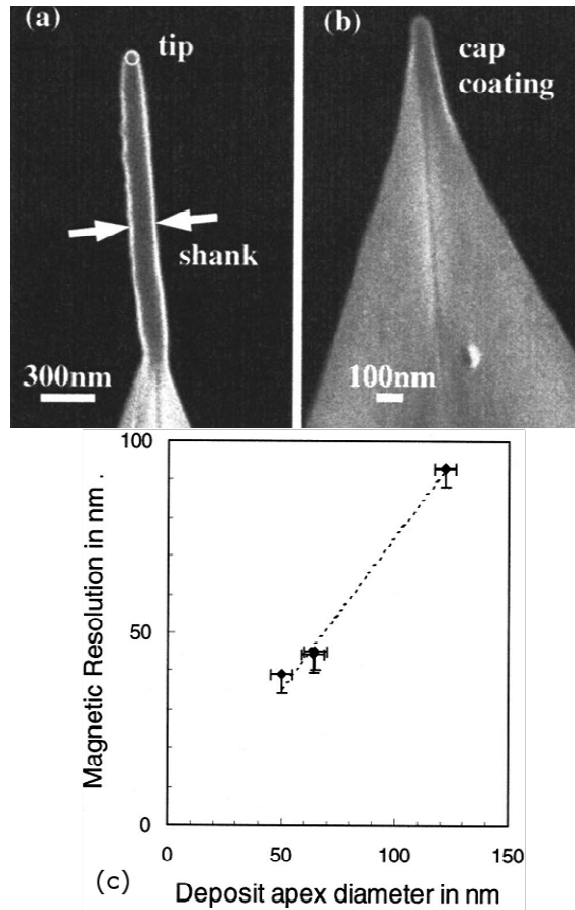 (a)
tip
shank
300nm
(b)
cap
coating
100nm
100
50
0
Magnetic Resolution in nm .
0
50
100
150
Deposit apex diameter in nm
(c)